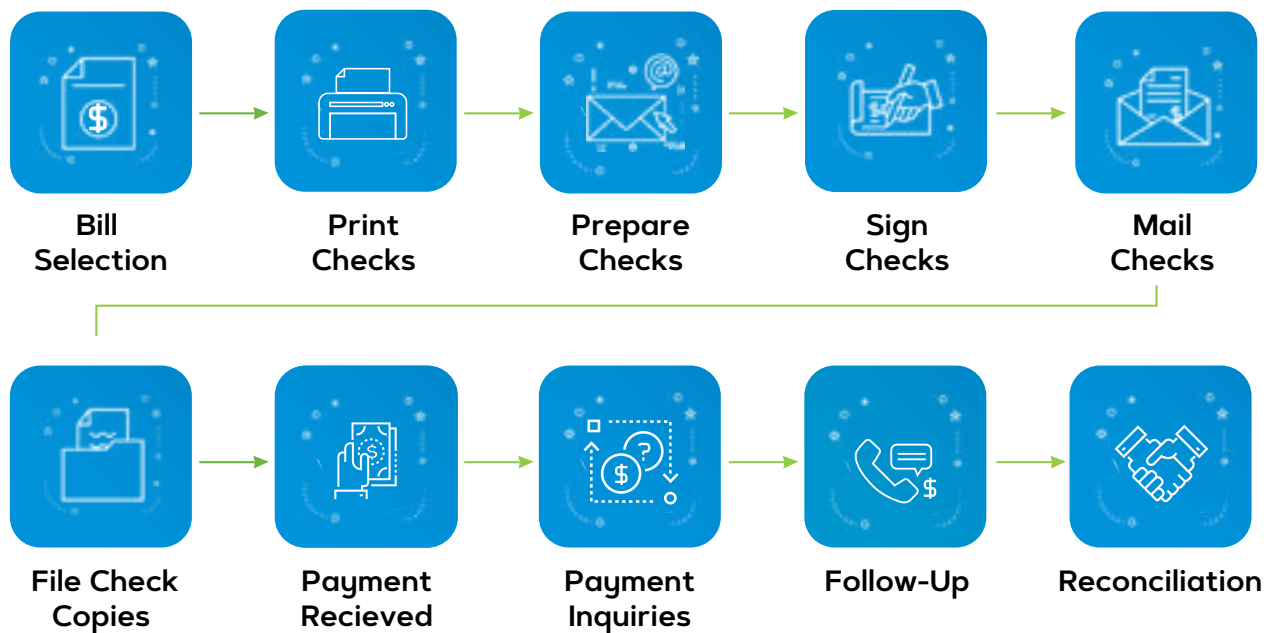 Bill
Selection
Print
Checks
Prepare
Checks
Sign
Checks
Mail
Checks
File Check
Copies
Payment
Recieved
Payment
Inquiries
Follow-Up
Reconciliation